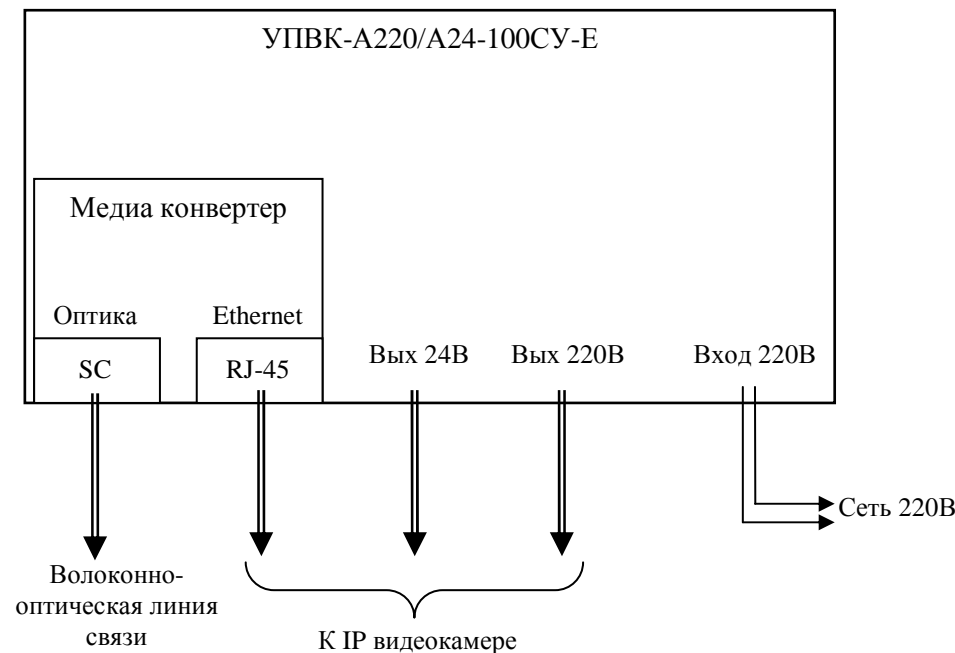 УПВК-А220/А24-100СУ-Е
Медиа конвертер
Оптика
Ethernet
SC
RJ-45
Вых 24В
Вых 220В
Вход 220В
Сеть 220В
Волоконно-
оптическая линия
связи
К IP видеокамере